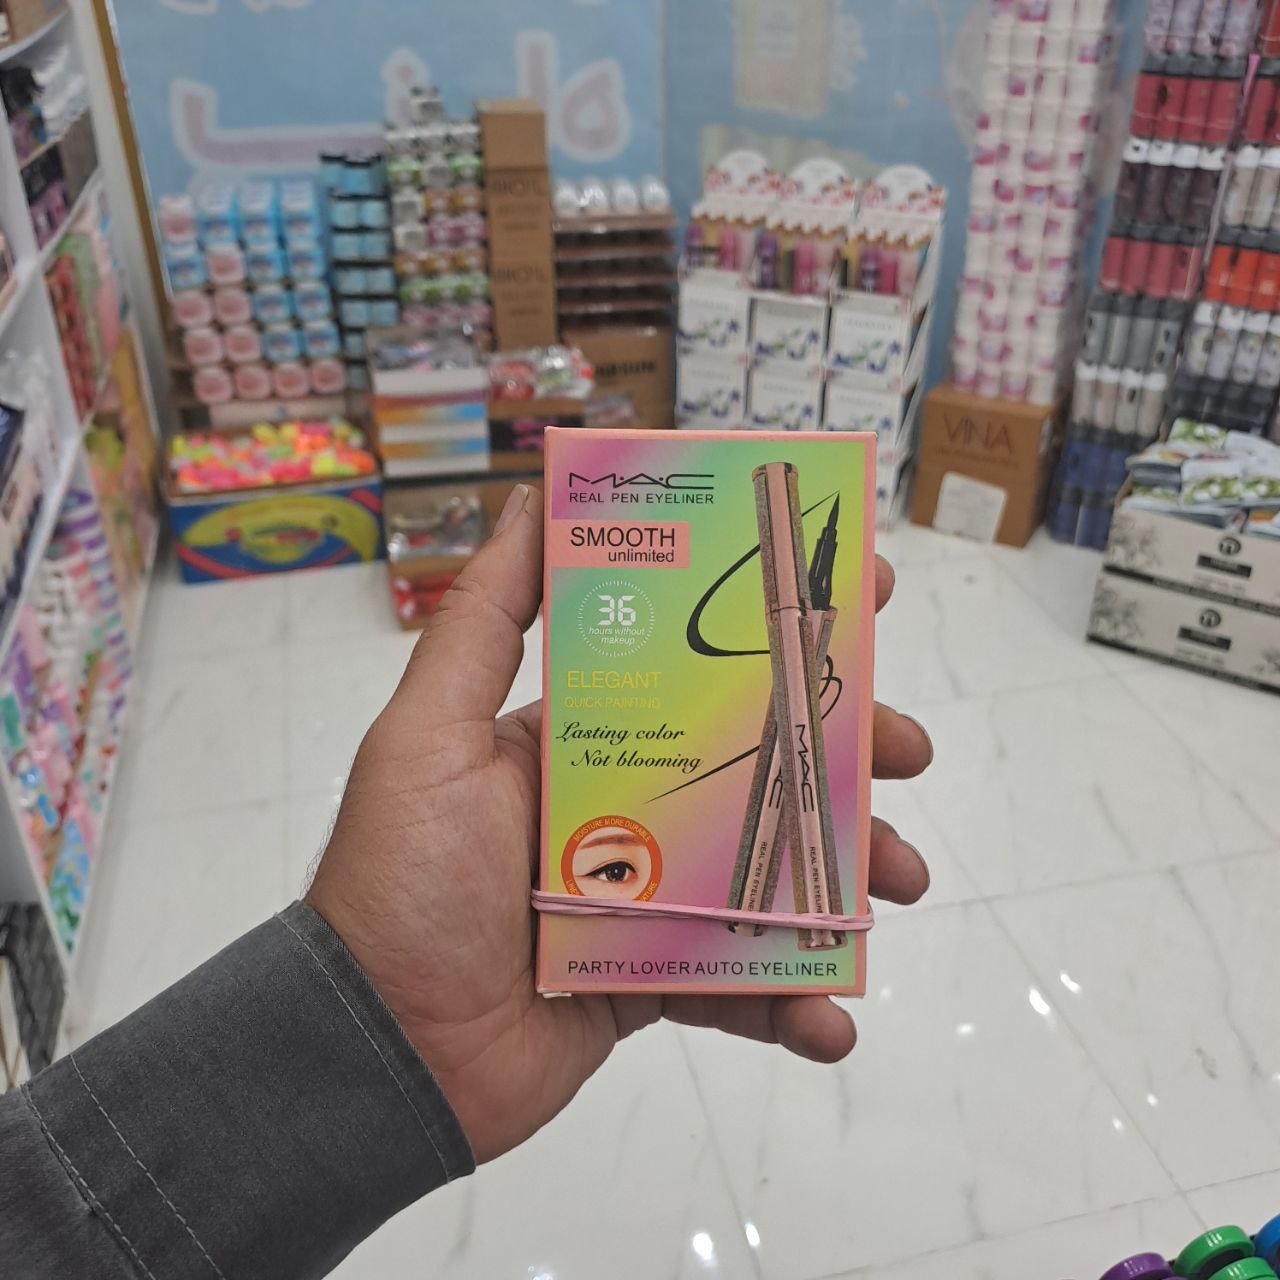 M·A·C
REAL PEN EYELINER
SMOOTH
unlimited
36
hours without
makeup
ELEGANT
QUICK PAINTING
Lasting color
Not blooming
MOISTURE MORE DURABLE
M·A·C
REAL PEN EYELINER
REAL PEN EYELINER
PARTY LOVER AUTO EYELINER
VINA